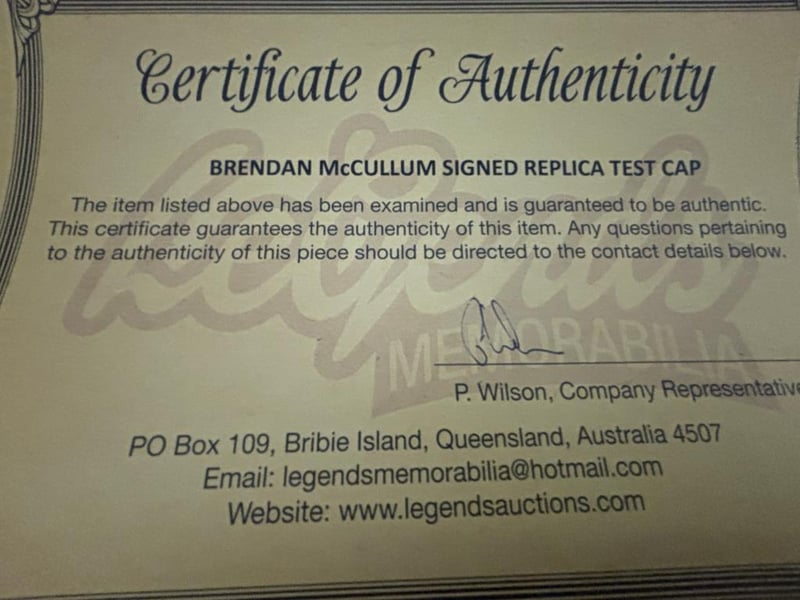 Certificate of Authenticity
BRENDAN McCULLUM SIGNED REPLICA TEST CAP
The item listed above has been examined and is guaranteed to be authentic.
This certificate guarantees the authenticity of this item. Any questions pertaining
to the authenticity of this piece should be directed to the contact details below.
Legends
MEMORABILIA
P. Wilson, Company Representative
PO Box 109, Bribie Island, Queensland, Australia 4507
Email: legendsmemorabilia@hotmail.com
Website: www.legendsauctions.com